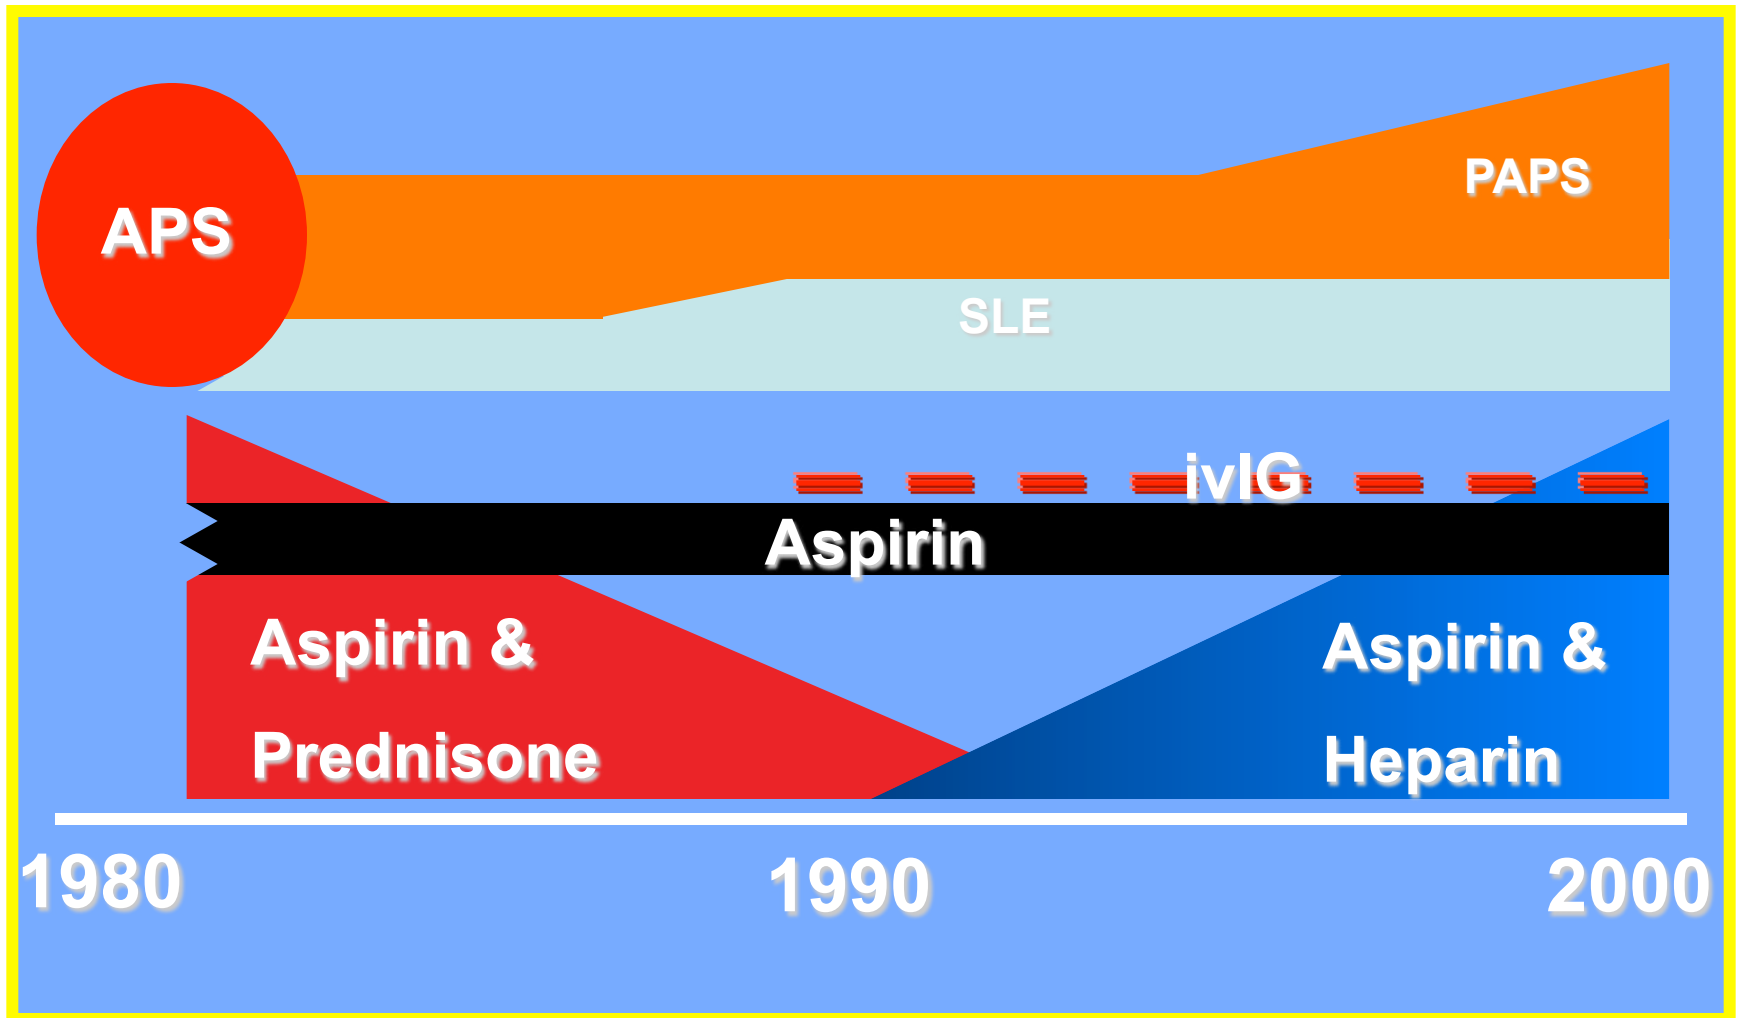 APS
PAPS
SLE
ivIG
Aspirin
Aspirin &
Prednisone
Aspirin &
Heparin
1980
1990
2000